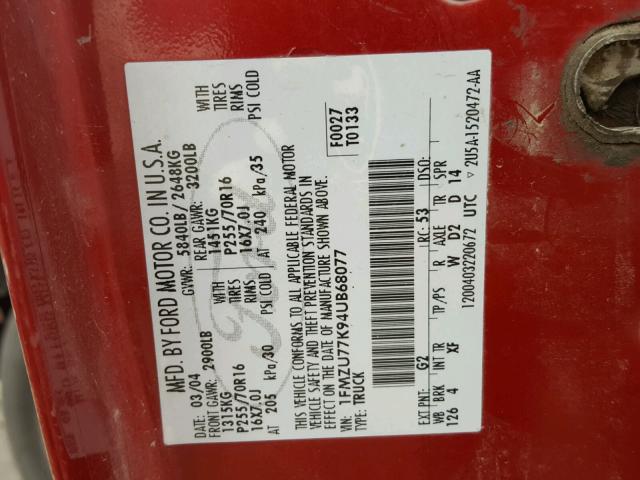 MFD. BY FORD MOTOR CO. IN U.S.A.
DATE: 03/04 GVWR: 5840LB/ 2648KG
FRONT GAWR: 2900LB REAR GAWR: 3200LB
1315KG WITH 1451KG WITH
P255/70R16 TIRES P255/70R16 TIRES
16X7.0J RIMS 16X7.0J RIMS
AT 205 kPa/30 PSI COLD AT 240 kPa/35 PSI COLD
Ford
THIS VEHICLE CONFORMS TO ALL APPLICABLE FEDERAL MOTOR
VEHICLE SAFETY AND THEFT PREVENTION STANDARDS IN
EFFECT ON THE DATE OF MANUFACTURE SHOWN ABOVE.
VIN: 1FMZU77K94UB68077 F0027
TYPE: TRUCK T0133
EXT PNT: G2 RC: 53 DSO:
WB BRK INT TR TP/PS R AXLE TR SPR
126 4 XF W D2 D 14
1200403220672 UTC ▽ 2U5A-1520472-AA